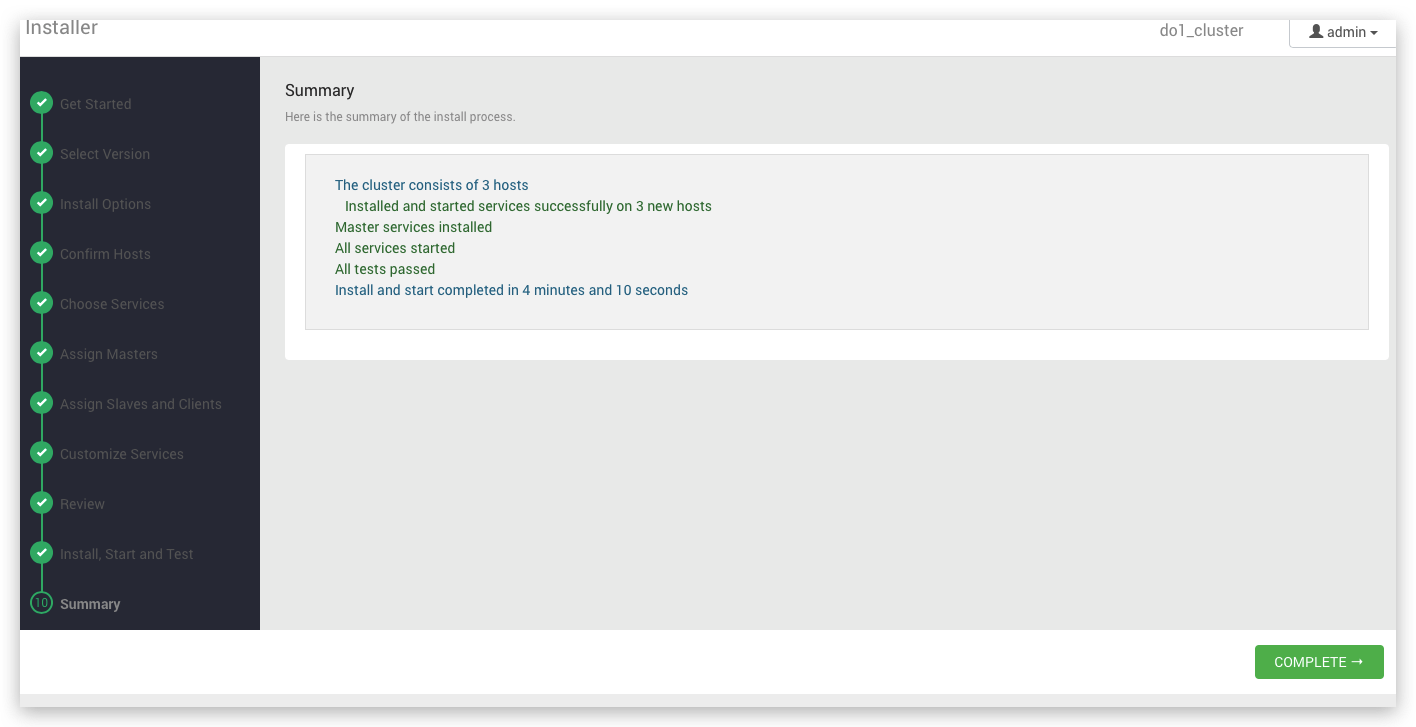 Installer
do1_cluster
admin
Get Started
Select Version
Install Options
Confirm Hosts
Choose Services
Assign Masters
Assign Slaves and Clients
Customize Services
Review
Install, Start and Test
10 Summary
Summary
Here is the summary of the install process.
The cluster consists of 3 hosts
Installed and started services successfully on 3 new hosts
Master services installed
All services started
All tests passed
Install and start completed in 4 minutes and 10 seconds
COMPLETE →